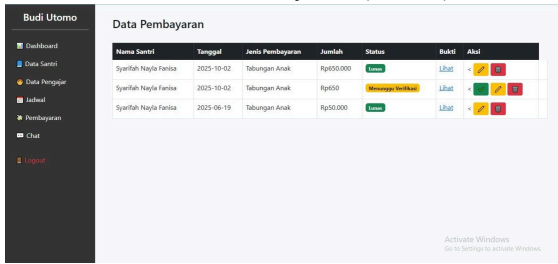 Budi Utomo
Dashboard
Data Santri
Data Pengajar
Jadwal
Pembayaran
Chat
Logout
Data Pembayaran
Nama Santri Tanggal Jenis Pembayaran Jumlah Status Bukti Aksi
Syarifah Nayla Fanisa 2025-10-02 Tabungan Anak Rp650.000 Lunas Lihat <
Syarifah Nayla Fanisa 2025-10-02 Tabungan Anak Rp650 Menunggu Verifikasi Lihat <
Syarifah Nayla Fanisa 2025-06-19 Tabungan Anak Rp50.000 Lunas Lihat <
Activate Windows
Go to Settings to activate Windows.